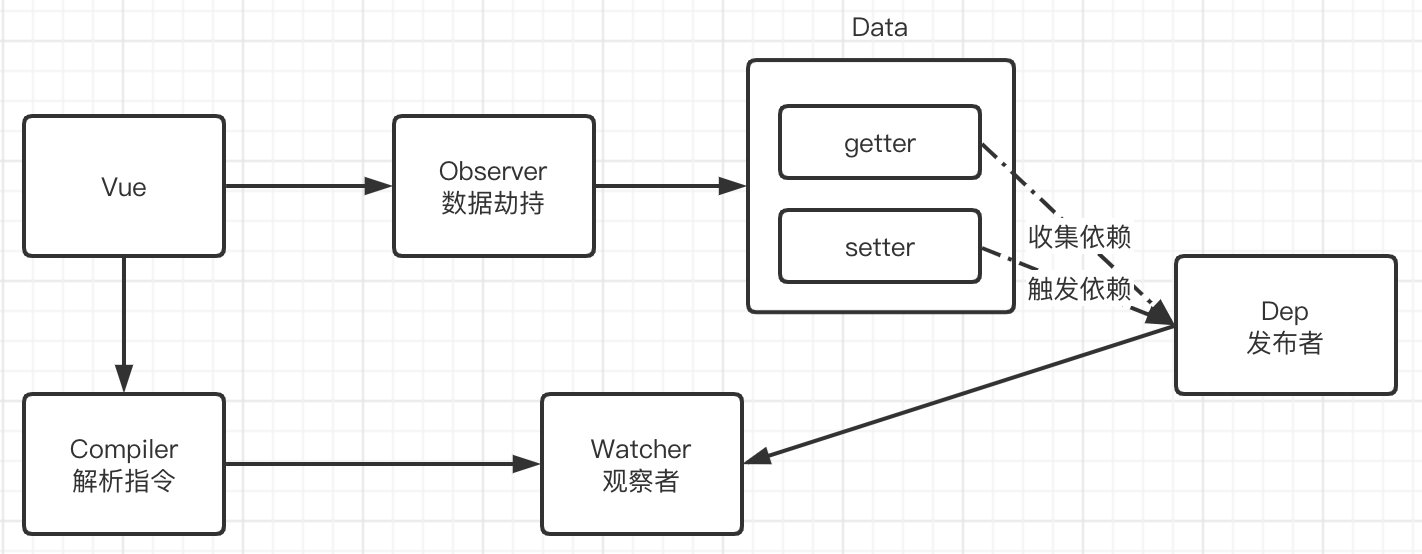 Data
Vue
Observer
数据劫持
getter
setter
收集依赖
触发依赖
Dep
发布者
Compiler
解析指令
Watcher
观察者